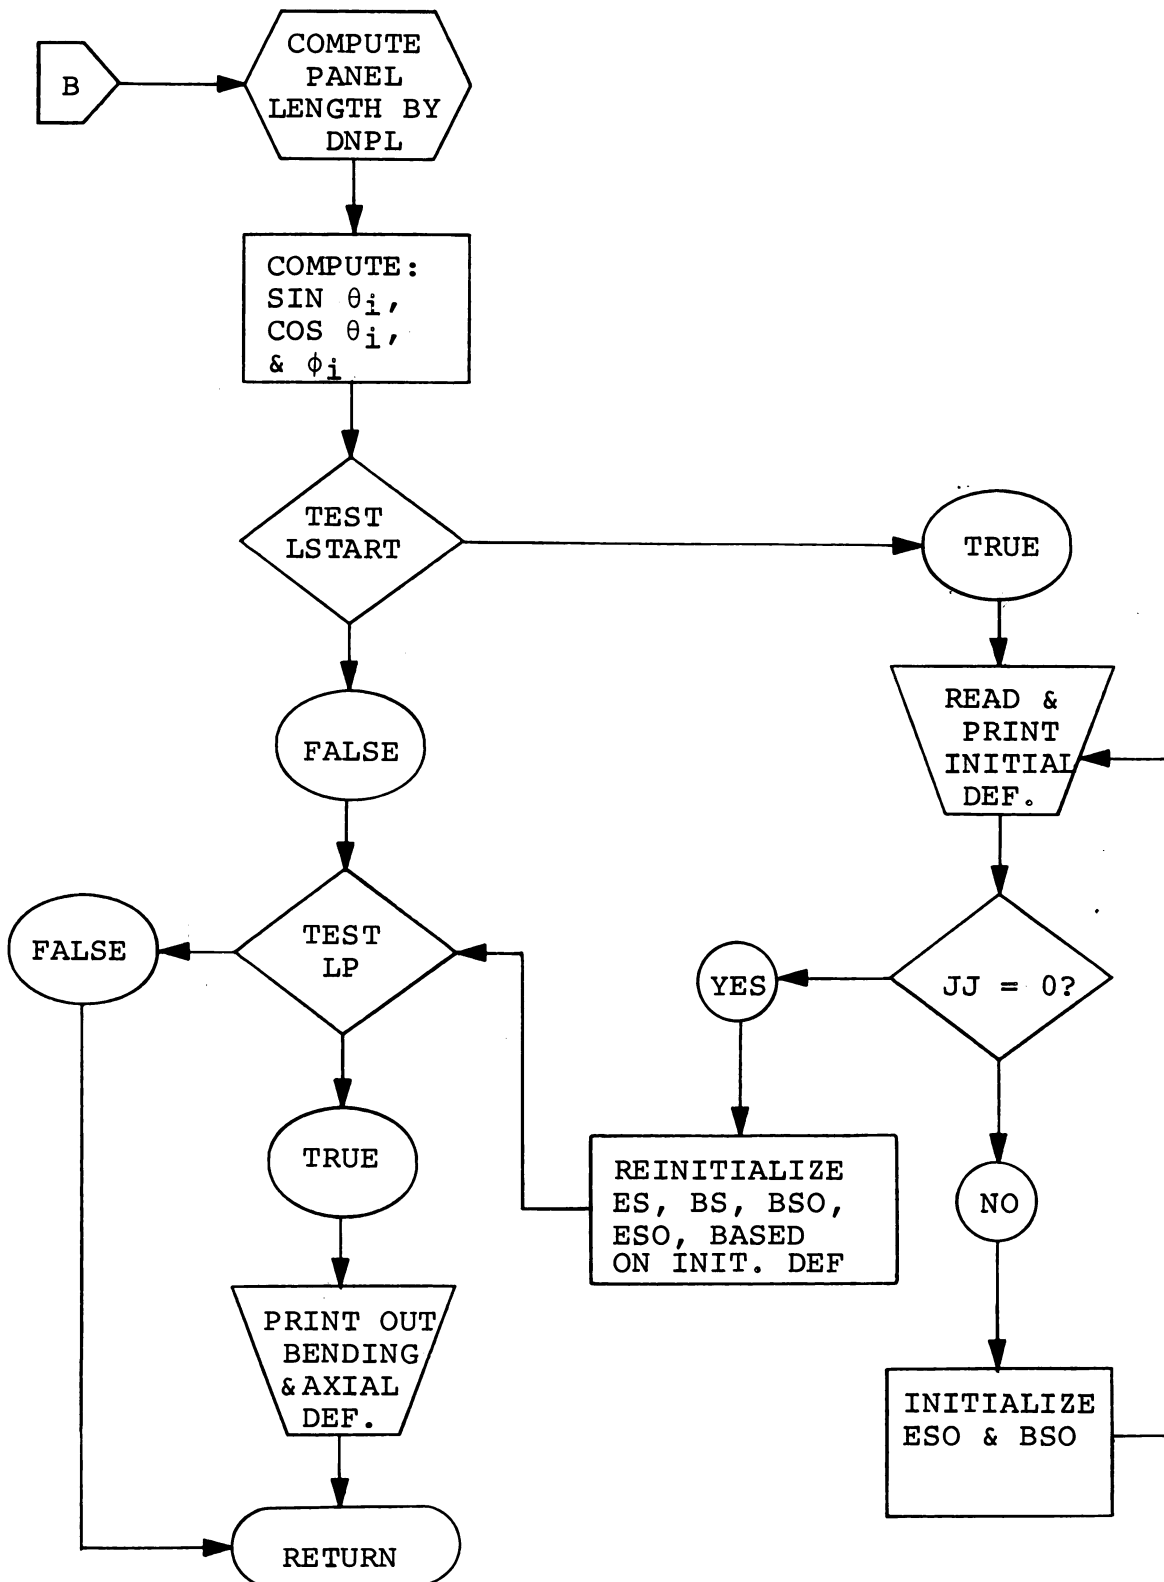 B
COMPUTE
PANEL
LENGTH BY
DNPL
COMPUTE:
SIN θi,
COS θi,
& ϕi
TEST
LSTART
TRUE
FALSE
READ &
PRINT
INITIAL
DEF.
TEST
LP
FALSE
YES
JJ = 0?
TRUE
REINITIALIZE
ES, BS, BSO,
ESO, BASED
ON INIT. DEF
NO
PRINT OUT
BENDING
&AXIAL
DEF.
INITIALIZE
ESO & BSO
RETURN